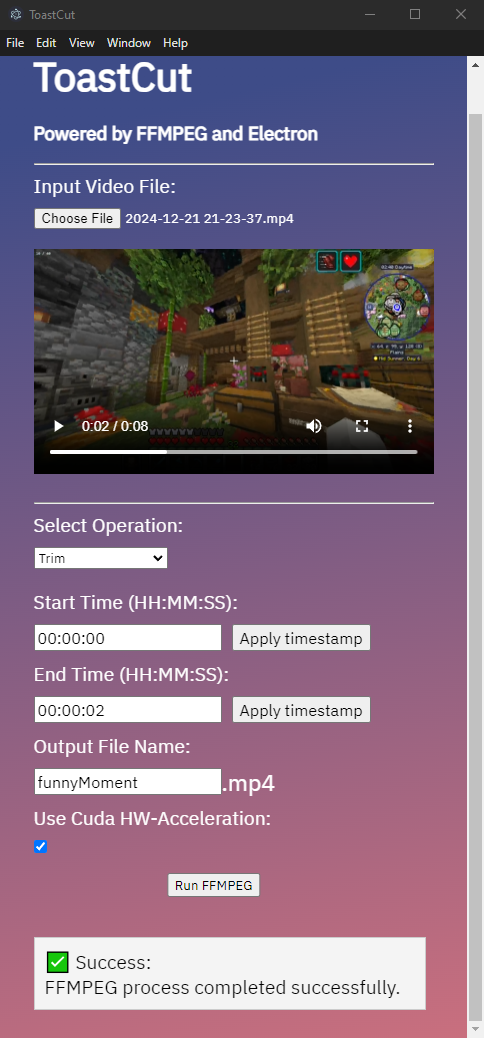 ToastCut
File Edit View Window Help
ToastCut
Powered by FFMPEG and Electron
Input Video File:
Choose File 2024-12-21 21-23-37.mp4
0:02 / 0:08
Select Operation:
Trim
Start Time (HH:MM:SS):
00:00:00 Apply timestamp
End Time (HH:MM:SS):
00:00:02 Apply timestamp
Output File Name:
funnyMoment.mp4
Use Cuda HW-Acceleration:
Run FFMPEG
Success:
FFMPEG process completed successfully.